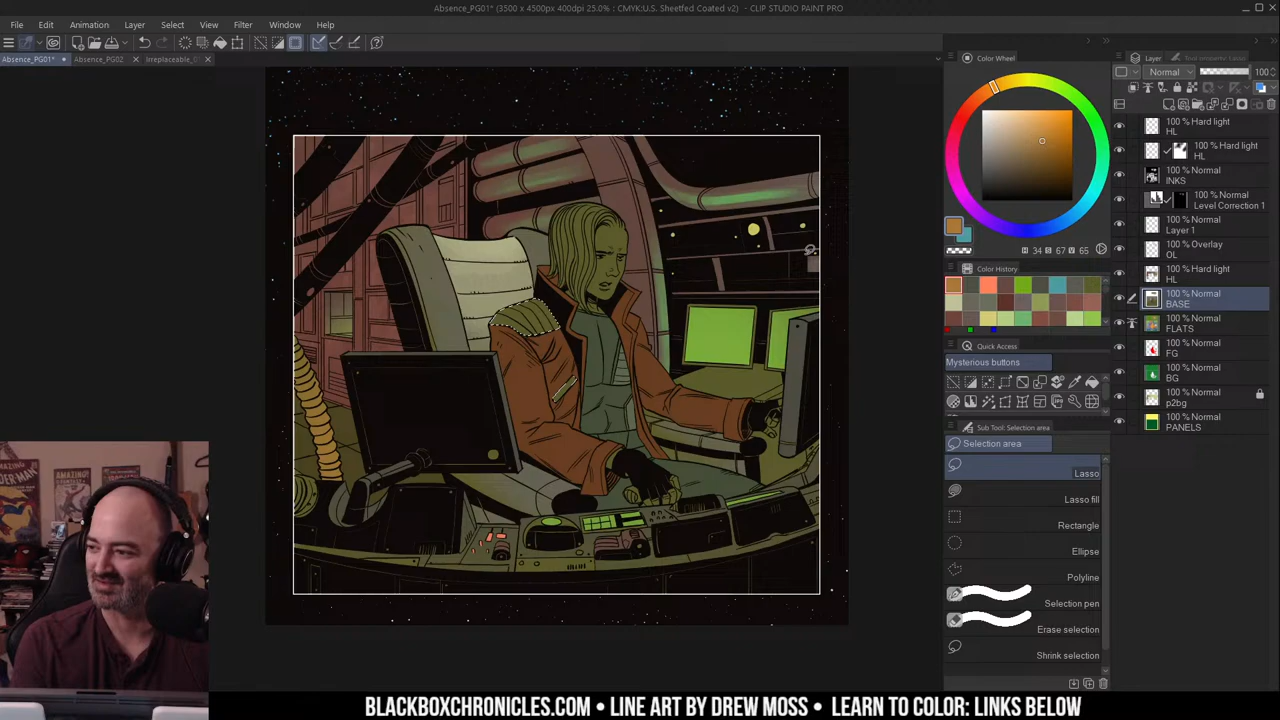 Absence_PG01* (3500 x 4500px 400dpi 25.0% : CMYK:U.S. Sheetfed Coated v2) - CLIP STUDIO PAINT PRO
File Edit Animation Layer Select View Filter Window Help
Absence_PG01* Absence_PG02 Irreplaceable_0
Color Wheel
H 34 S 67 V 65
Color History
Quick Access
Mysterious buttons
Sub Tool: Selection area
Selection area
Lasso
Lasso fill
Rectangle
Ellipse
Polyline
Selection pen
Erase selection
Shrink selection
Layer
Normal 100
100 % Hard light
HL
100 % Hard light
HL
100 % Normal
INKS
100 % Normal
Level Correction 1
100 % Normal
Layer 1
100 % Overlay
OL
100 % Hard light
HL
100 % Normal
BASE
100 % Normal
FLATS
100 % Normal
FG
100 % Normal
BG
100 % Normal
p2bg
100 % Normal
PANELS
AMAZING
BLACKBOXCHRONICLES.COM • LINE ART BY DREW MOSS • LEARN TO COLOR: LINKS BELOW